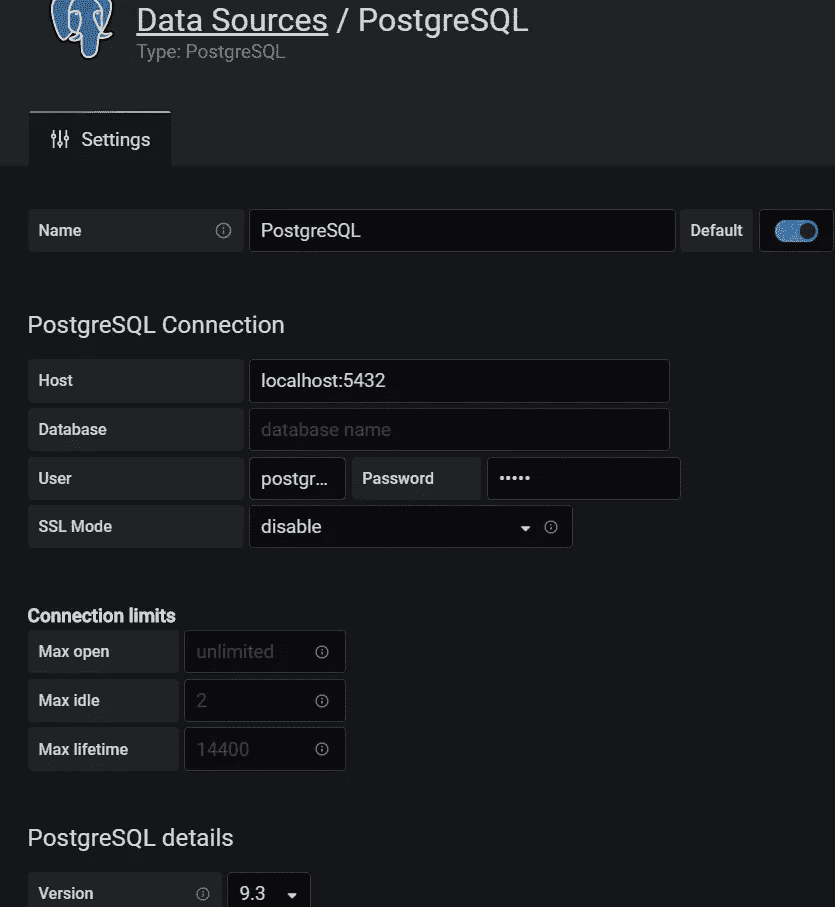 Data Sources / PostgreSQL
Type: PostgreSQL
Settings
Name PostgreSQL Default
PostgreSQL Connection
Host localhost:5432
Database database name
User postgr... Password •••••
SSL Mode disable
Connection limits
Max open unlimited
Max idle 2
Max lifetime 14400
PostgreSQL details
Version 9.3